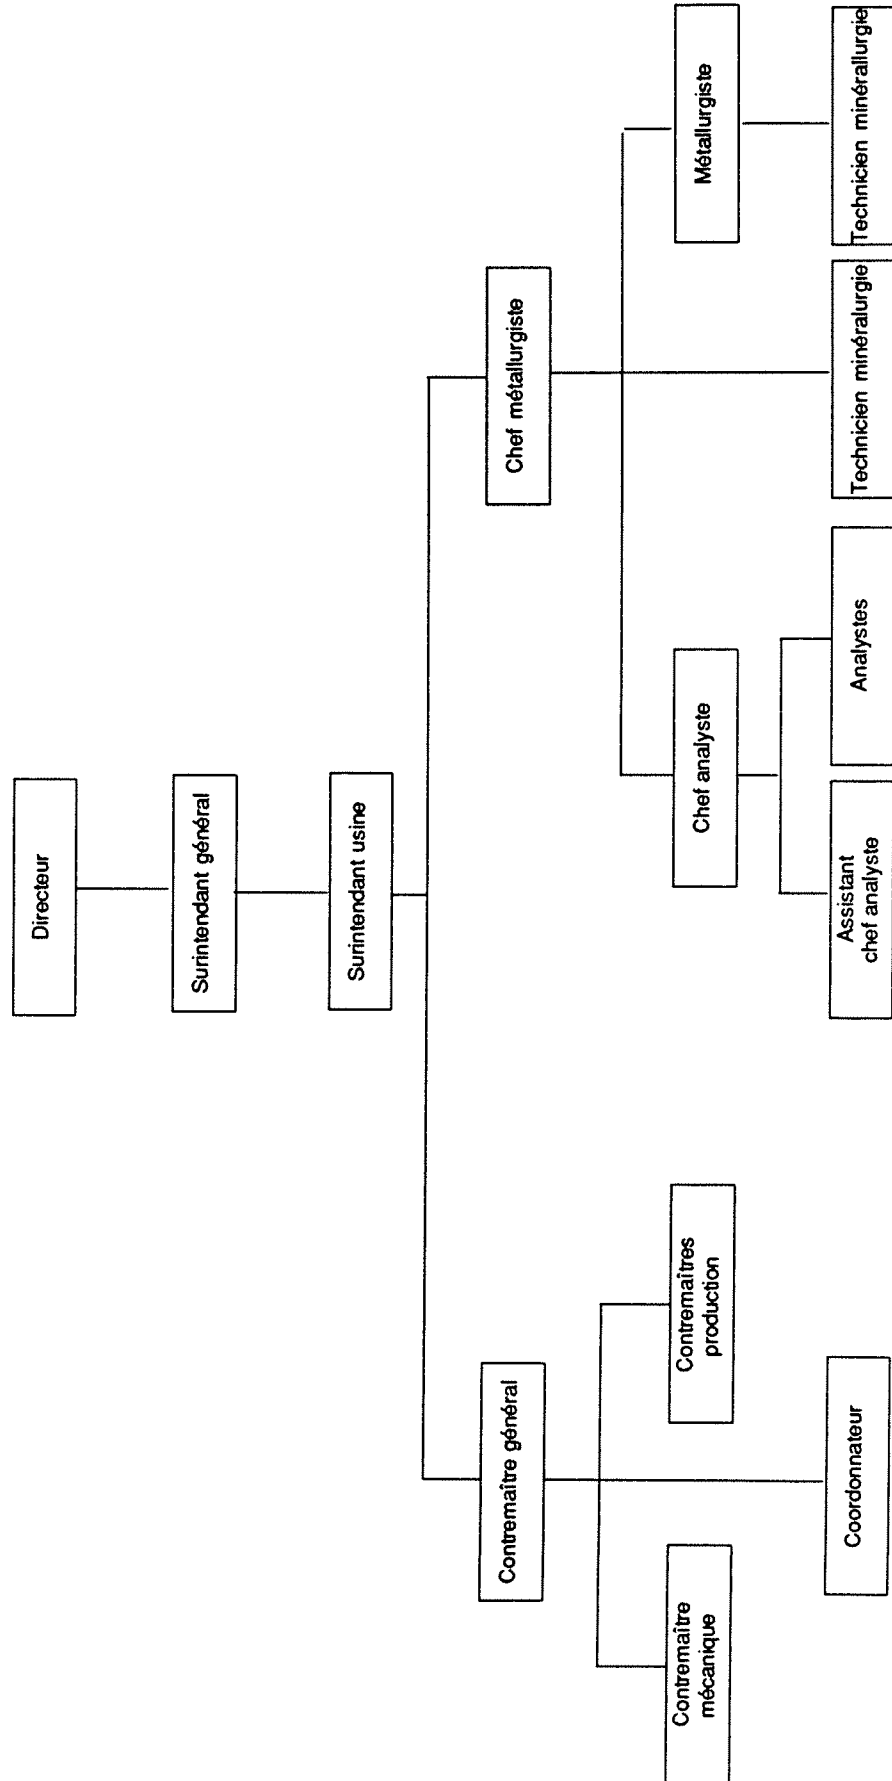 Directeur
Surintendant général
Surintendant usine
Contremaître général
Chef métallurgiste
Contremaître
mécanique
Contremaîtres
production
Chef analyste
Métallurgiste
Coordonnateur
Assistant
chef analyste
Analystes
Technicien minéralurgie
Technicien minérallurgie